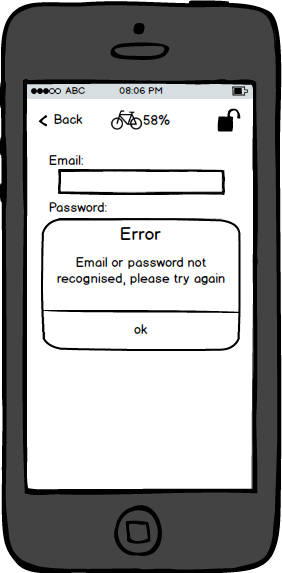 ABC 08:06 PM
Back 58%
Email:
Password:
Error
Email or password not
recognised, please try again
ok